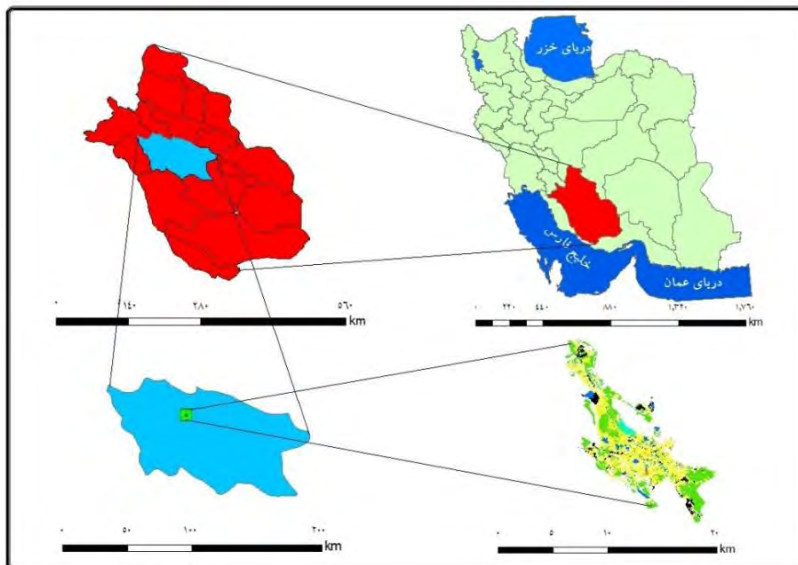 دریای خزر
خلیج فارس
دریای عمان
۰ ۱۴۰ ۲۸۰ ۵۶۰
km
۰ ۲۲۰ ۴۴۰ ۸۸۰ ۱,۳۲۰ ۱,۷۶۰
km
۰ ۵۰ ۱۰۰ ۲۰۰
km
۰ ۵ ۱۰ ۲۰
km